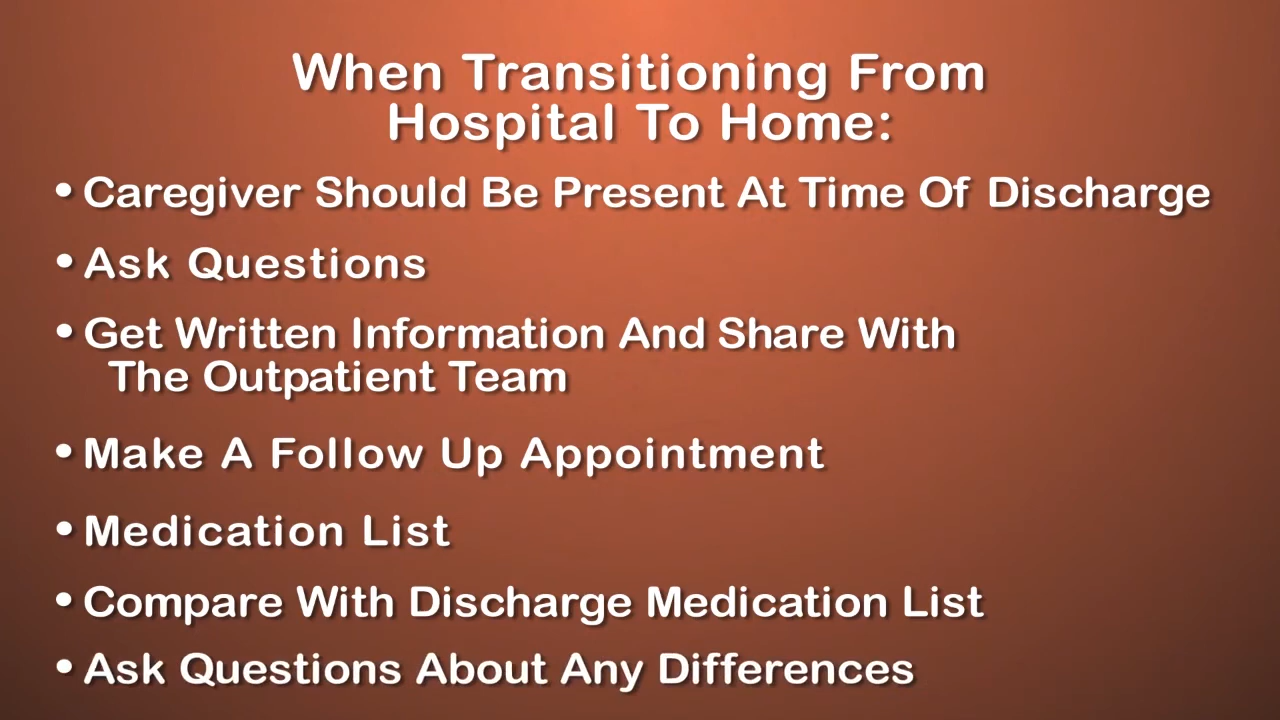 When Transitioning From
Hospital To Home:
• Caregiver Should Be Present At Time Of Discharge
• Ask Questions
• Get Written Information And Share With
The Outpatient Team
• Make A Follow Up Appointment
• Medication List
• Compare With Discharge Medication List
• Ask Questions About Any Differences